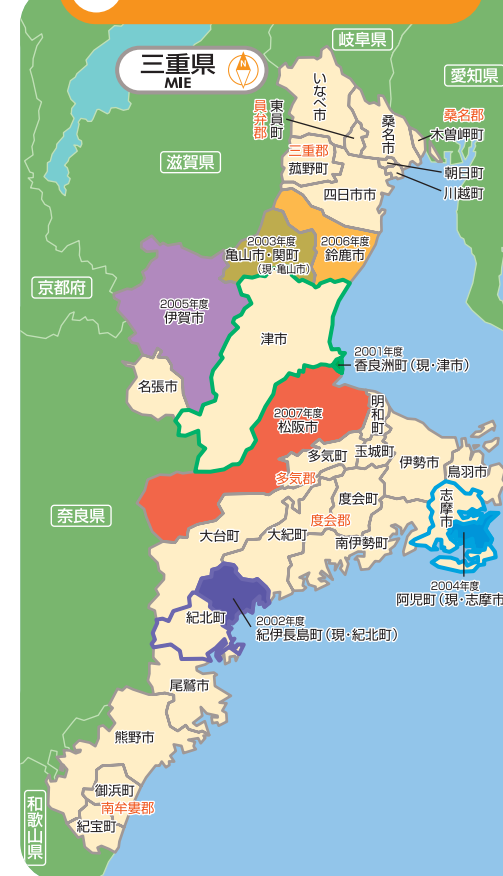 岐阜県
三重県
MIE
愛知県
いなべ市
員弁郡
東員町
桑名市
桑名郡
木曽岬町
三重郡
菰野町
朝日町
川越町
滋賀県
四日市市
2003年度
亀山市・関町
（現・亀山市）
2006年度
鈴鹿市
京都府
2005年度
伊賀市
津市
2001年度
香良洲町（現・津市）
名張市
2007年度
松阪市
明和町
多気町
玉城町
伊勢市
鳥羽市
多気郡
志摩市
度会町
奈良県
度会郡
大台町
大紀町
南伊勢町
2004年度
阿児町（現・志摩市
紀北町
2002年度
紀伊長島町（現・紀北町）
尾鷲市
熊野市
御浜町
南牟婁郡
紀宝町
和歌山県